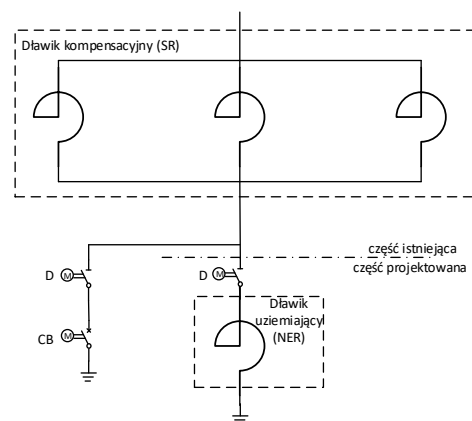 Dławik kompensacyjny (SR)
część istniejąca
część projektowana
D
M
D
M
Dławik
uziemiający
(NER)
CB
M